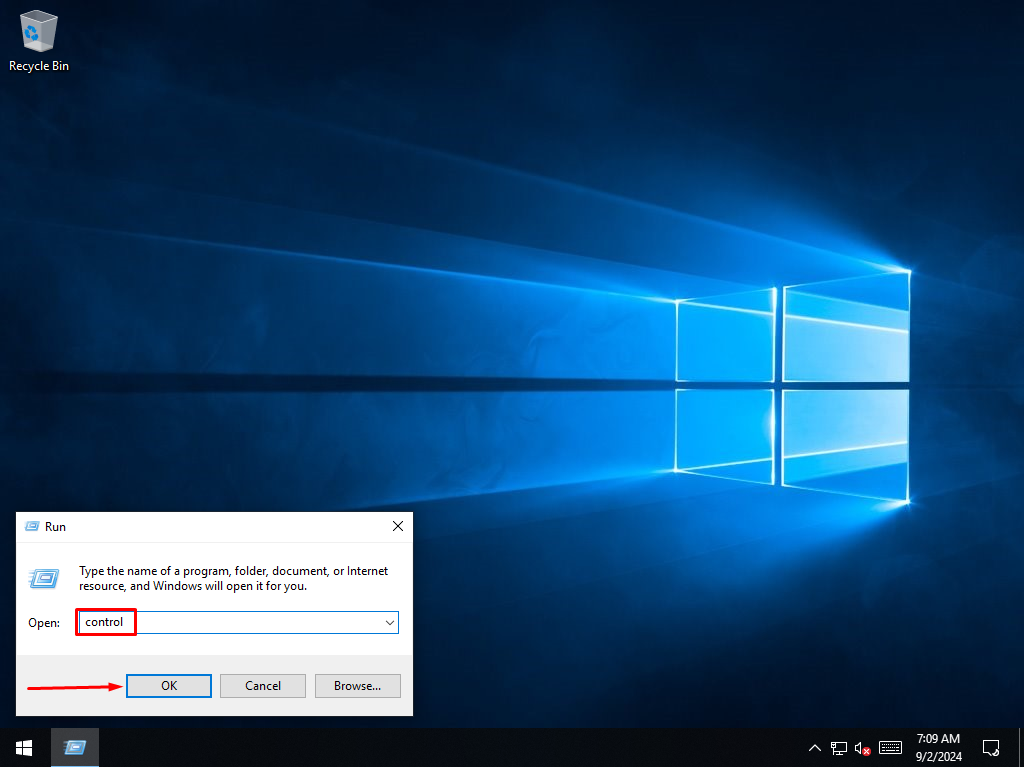 Recycle Bin
Run
Type the name of a program, folder, document, or Internet
resource, and Windows will open it for you.
Open:
control
OK
Cancel
Browse...
7:09 AM
9/2/2024